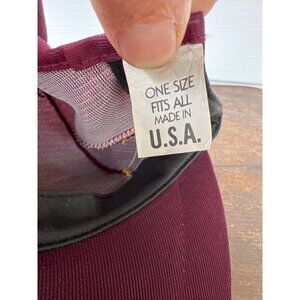 ONE SIZE
FITS ALL
MADE IN
U.S.A.